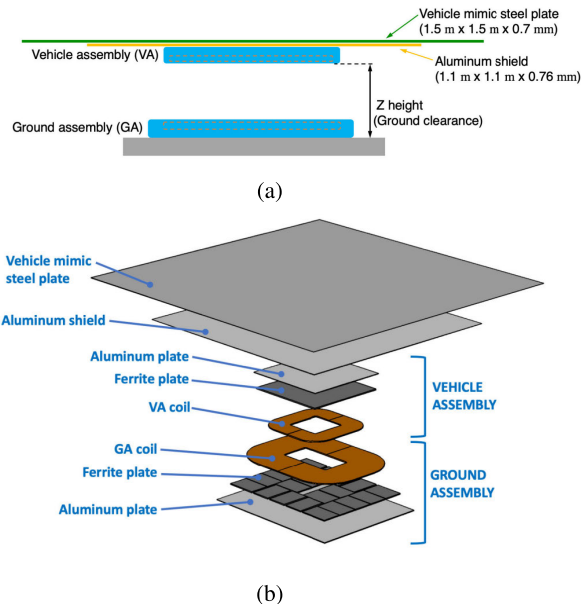 Vehicle mimic steel plate
(1.5 m x 1.5 m x 0.7 mm)
Vehicle assembly (VA)
Aluminum shield
(1.1 m x 1.1 m x 0.76 mm)
Z height
(Ground clearance)
Ground assembly (GA)
(a)
Vehicle mimic
steel plate
Aluminum shield
Aluminum plate
Ferrite plate
VA coil
VEHICLE
ASSEMBLY
GA coil
Ferrite plate
Aluminum plate
GROUND
ASSEMBLY
(b)